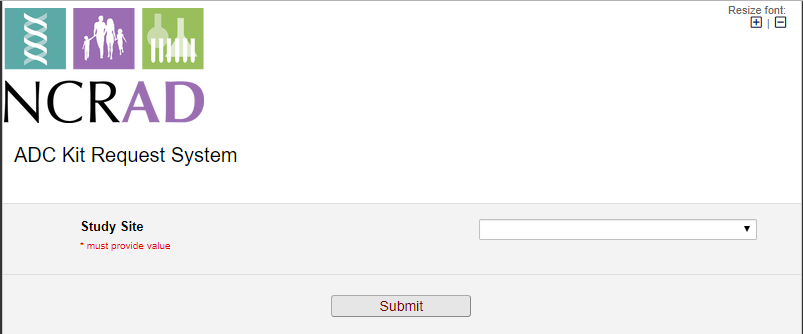 Resize font:
|
NCRAD
ADC Kit Request System
Study Site
* must provide value
Submit